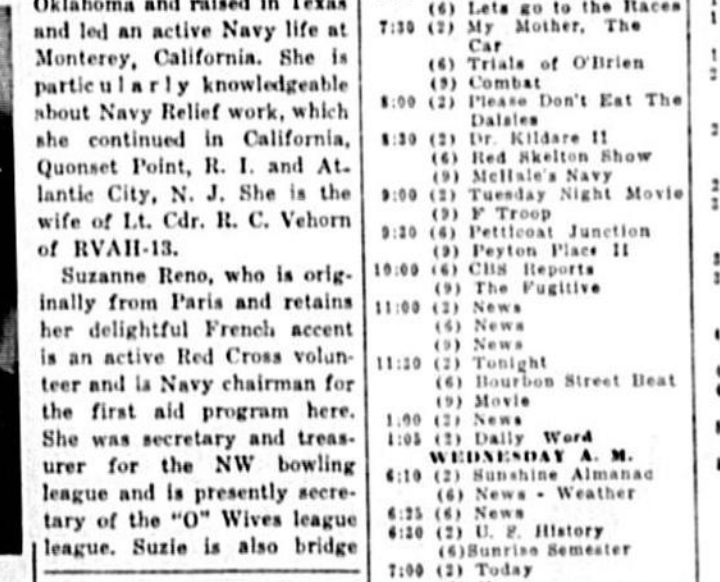 Oklahoma and raised in Texas
and led an active Navy life at
Monterey, California. She is
particularly knowledgeable
about Navy Relief work, which
she continued in California,
Quonset Point, R. I. and At-
lantic City, N. J. She is the
wife of Lt. Cdr. R. C. Vehorn
of RVAH-13.
Suzanne Reno, who is orig-
inally from Paris and retains
her delightful French accent
is an active Red Cross volun-
teer and is Navy chairman for
the first aid program here.
She was secretary and treas-
urer for the NW bowling
league and is presently secre-
tary of the "O" Wives league
league. Suzie is also bridge
(6) Lets go to the Races
7:30 (2) My Mother, The
Car
(6) Trials of O'Brien
(9) Combat
8:00 (2) Please Don't Eat The
Daisies
8:30 (2) Dr. Kildare II
(6) Red Skelton Show
(9) McHale's Navy
9:00 (2) Tuesday Night Movie
(9) F Troop
9:30 (6) Petticoat Junction
(9) Peyton Place II
10:00 (6) CBS Reports
(9) The Fugitive
11:00 (2) News
(6) News
(9) News
11:30 (2) Tonight
(6) Bourbon Street Beat
(9) Movie
1:00 (2) News
1:05 (2) Daily Word
WEDNESDAY A. M.
6:10 (2) Sunshine Almanac
(6) News - Weather
6:25 (6) News
6:30 (2) U. F. History
(6)Sunrise Semester
7:00 (2) Today